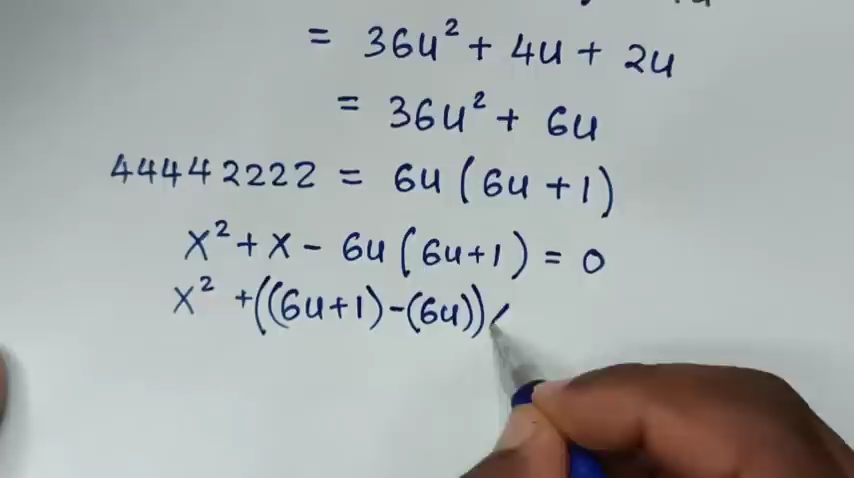 = 36u² + 4u + 2u
= 36u² + 6u
44442222 = 6u(6u+1)
x² + x - 6u(6u+1) = 0
x² + ((6u+1)-(6u))